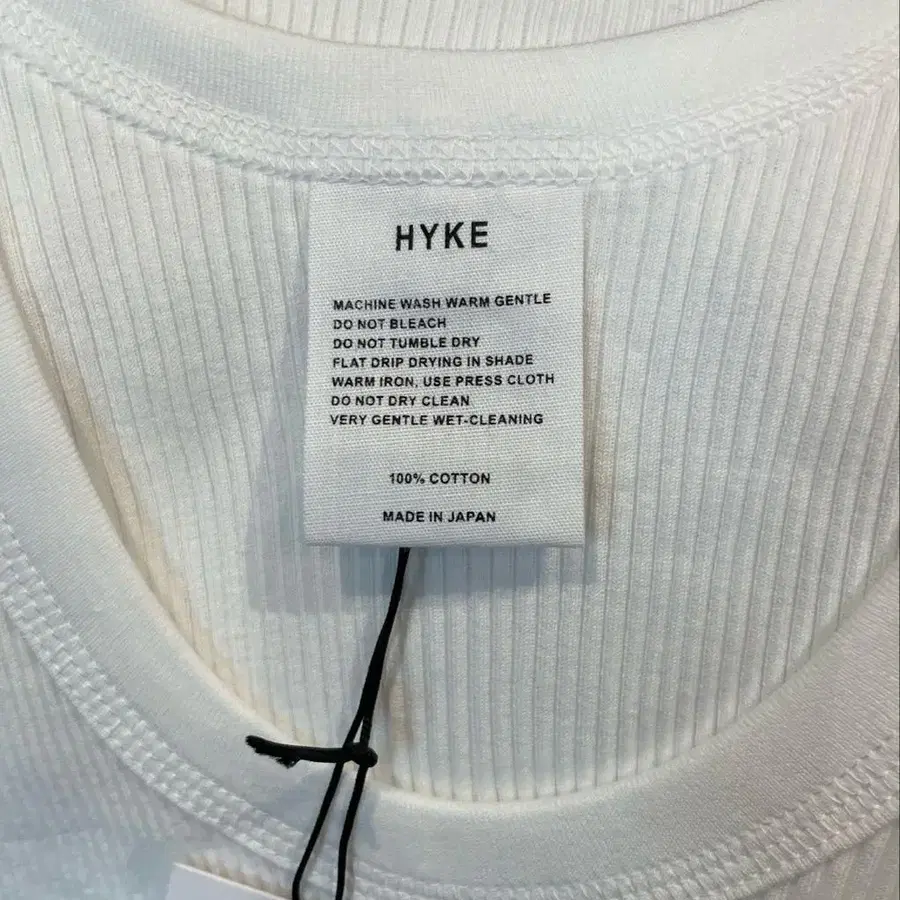 HYKE
MACHINE WASH WARM GENTLE
DO NOT BLEACH
DO NOT TUMBLE DRY
FLAT DRIP DRYING IN SHADE
WARM IRON, USE PRESS CLOTH
DO NOT DRY CLEAN
VERY GENTLE WET-CLEANING
100% COTTON
MADE IN JAPAN